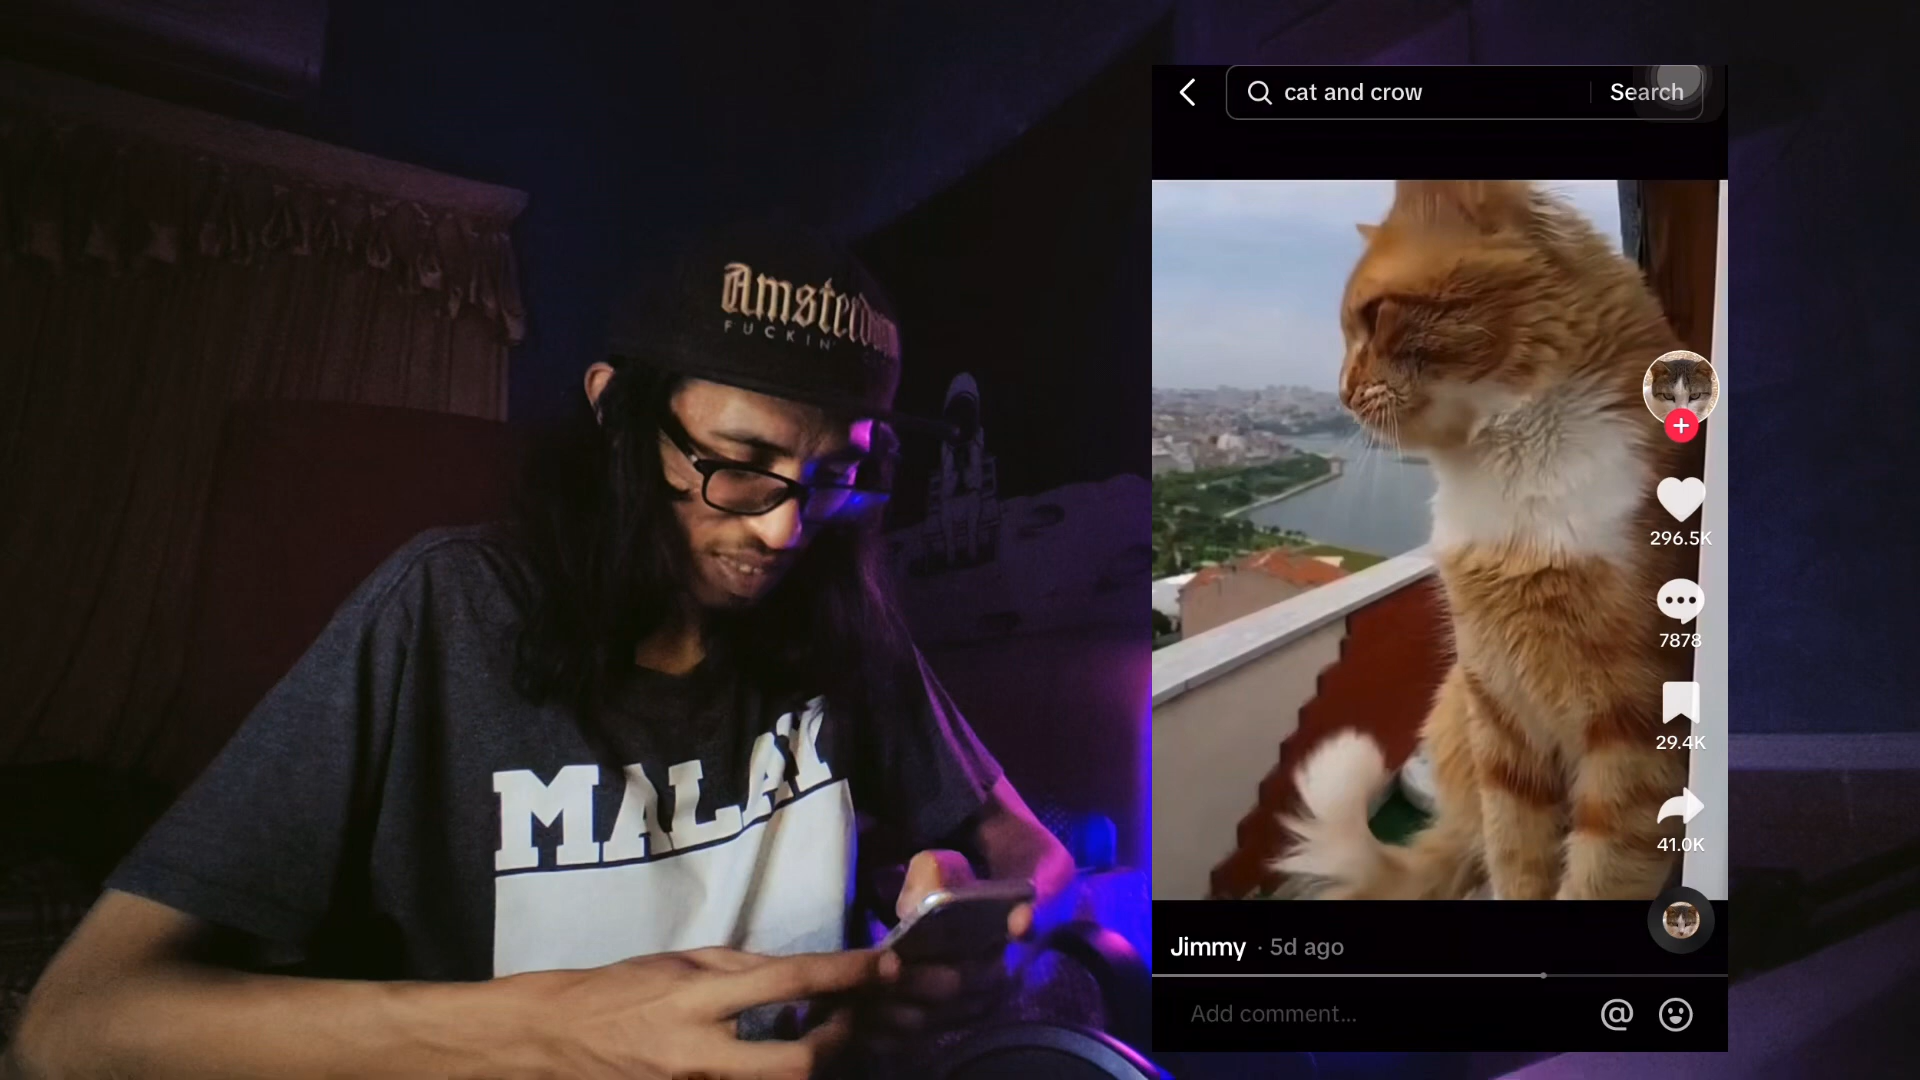 Amsterdam
FUCKIN'
MALAY
cat and crow
Search
296.5K
7878
29.4K
41.0K
Jimmy · 5d ago
Add comment...